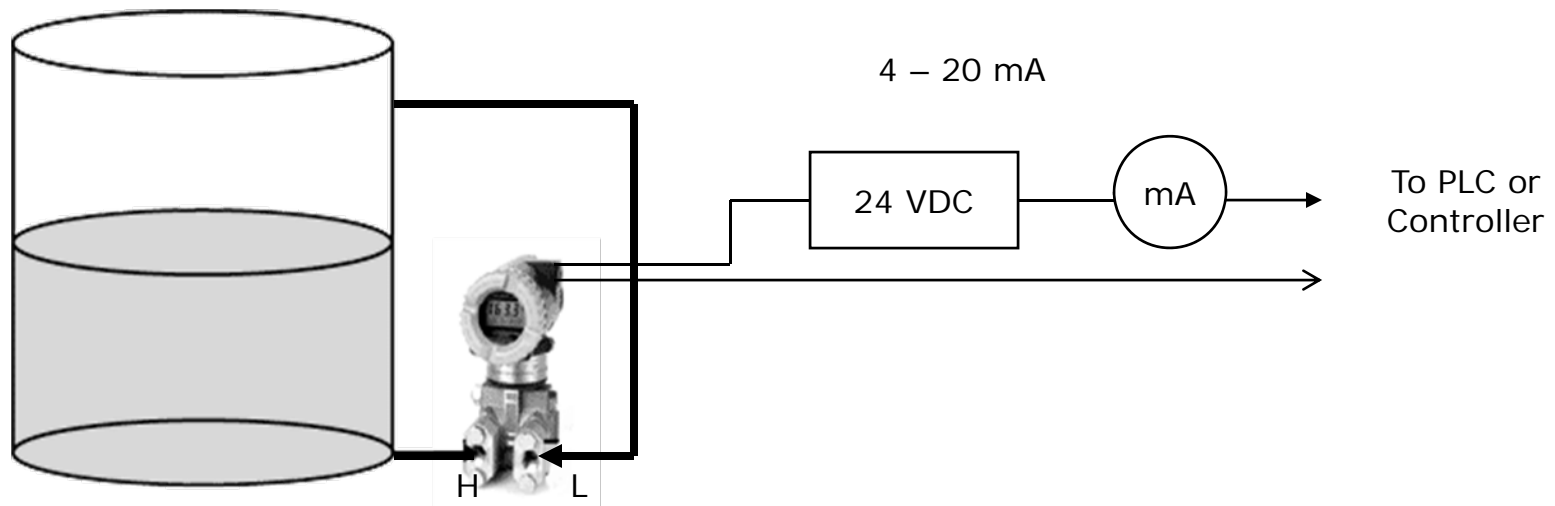 4 – 20 mA
24 VDC
mA
To PLC or
Controller
H
L